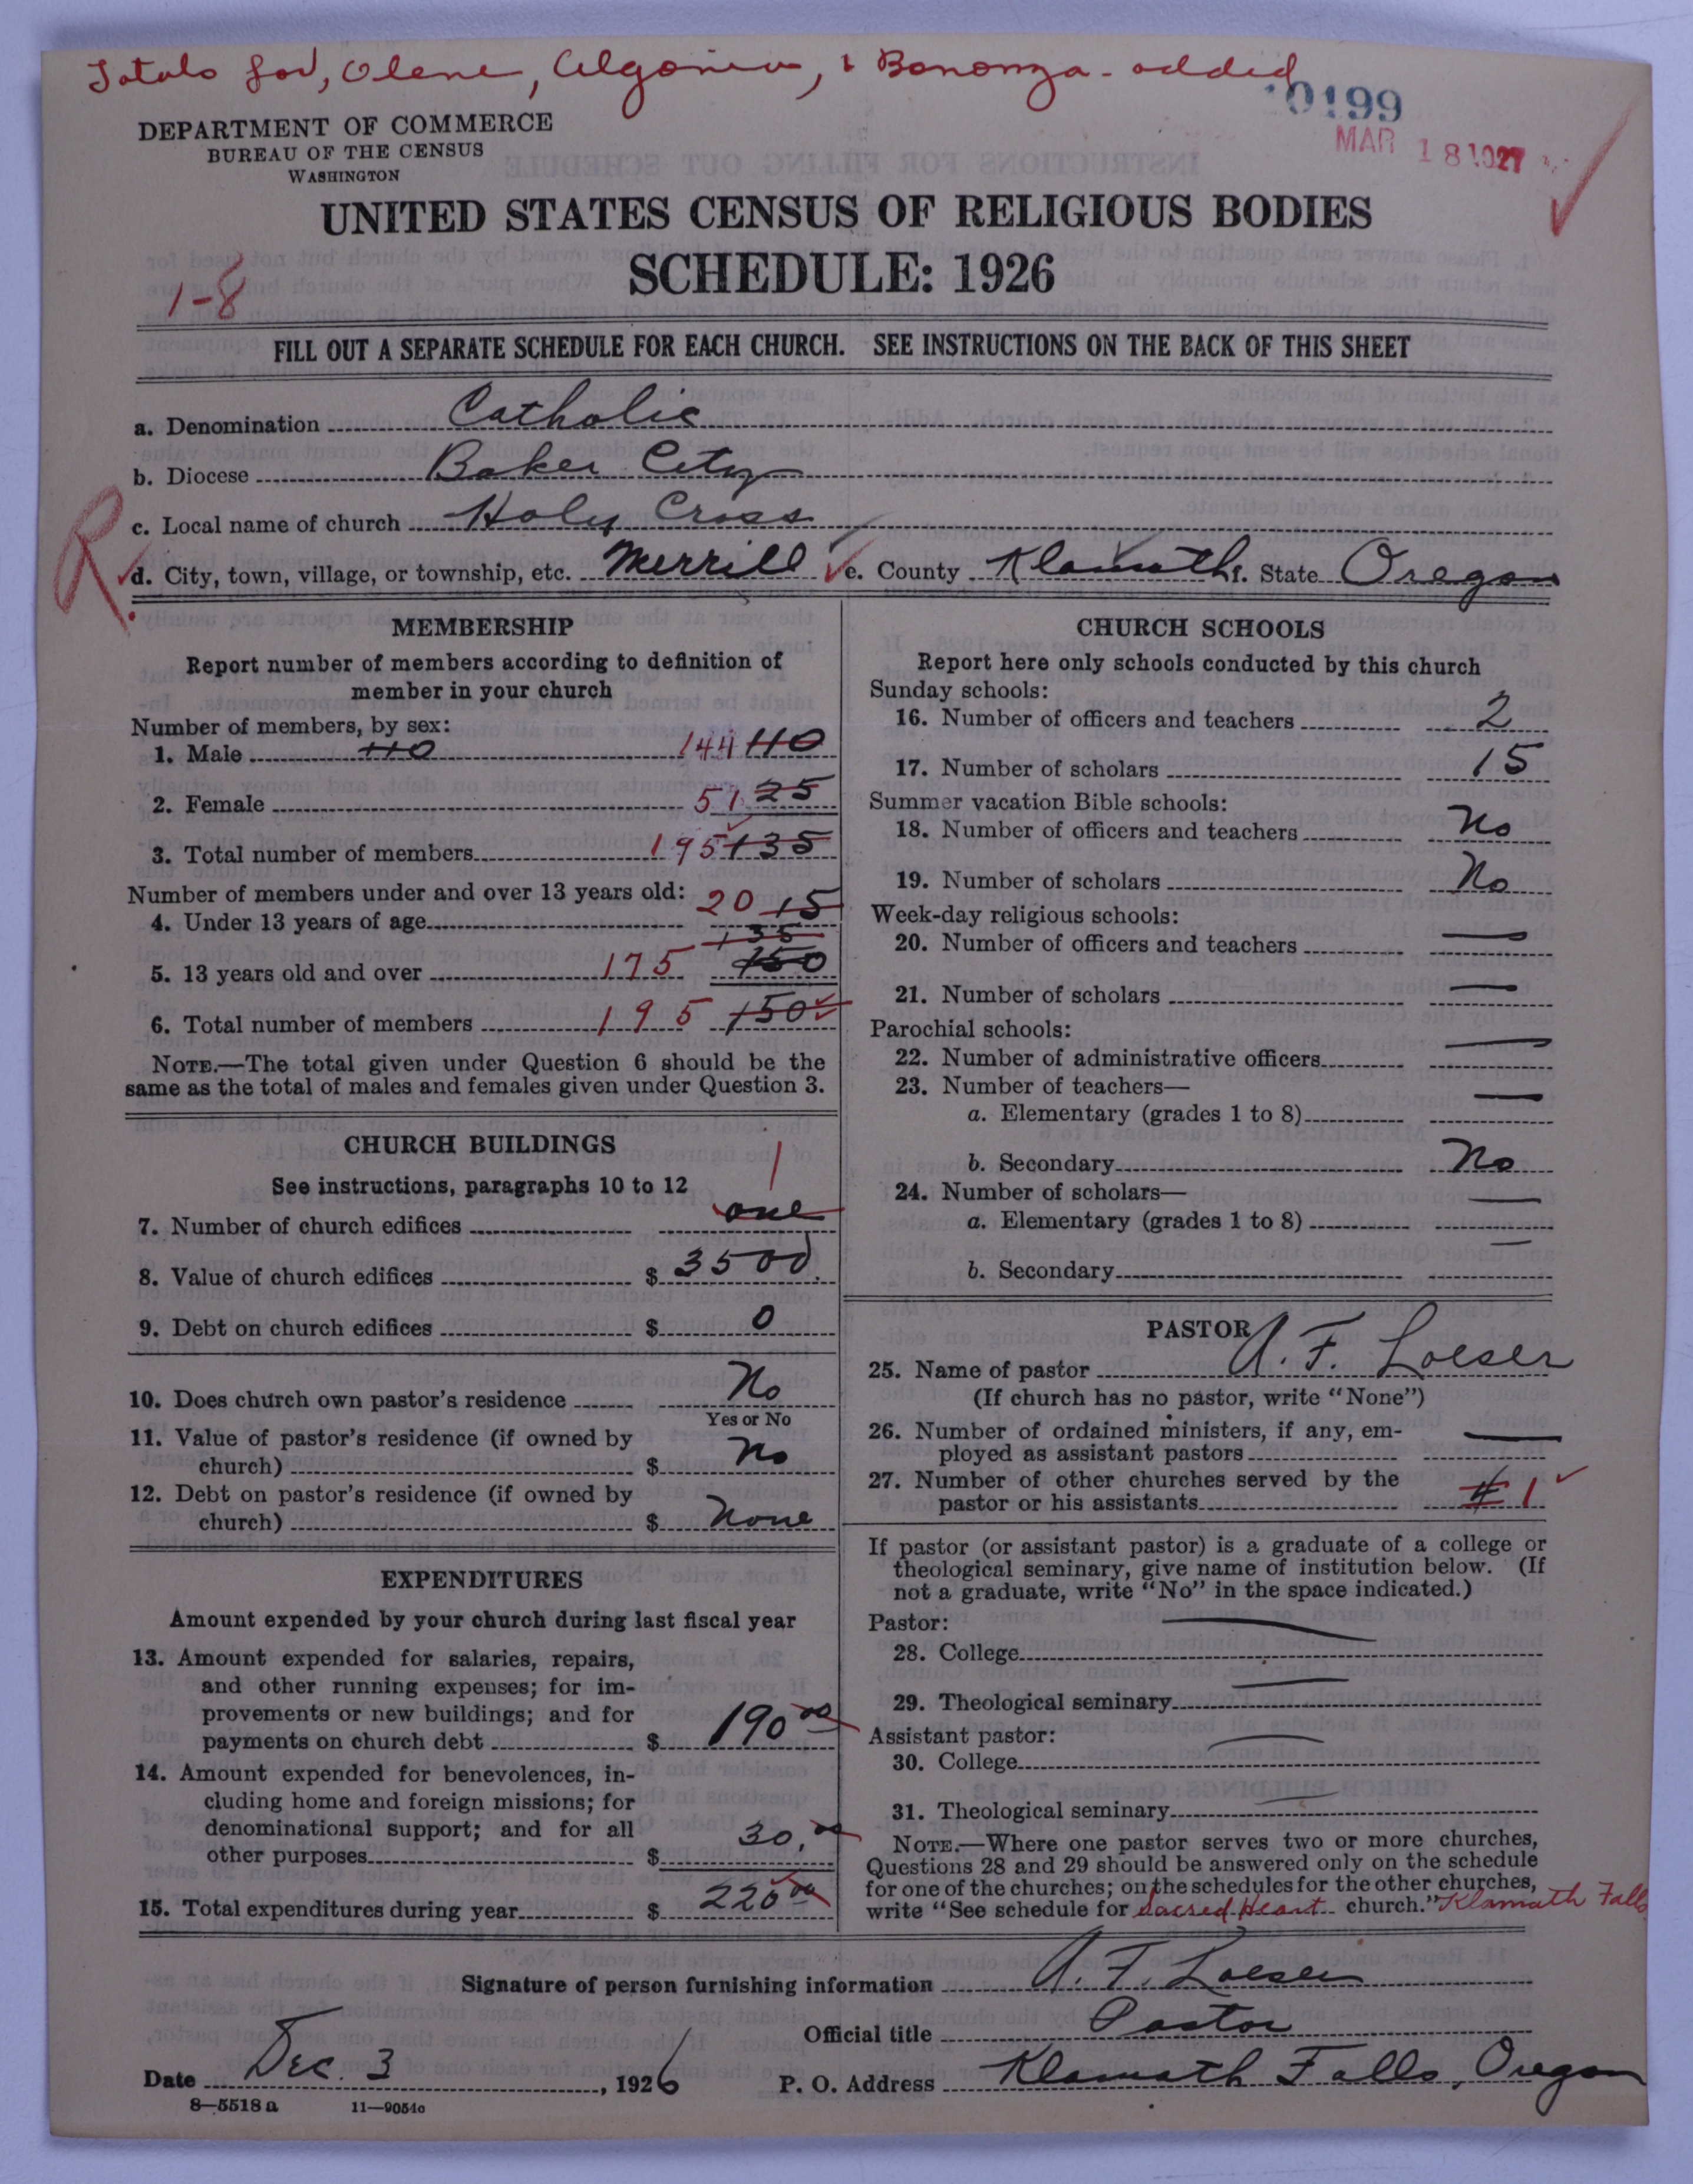 Totals for, Olene, Algoma, & Bonanza - added
10199
MAR 18 1927
DEPARTMENT OF COMMERCE
BUREAU OF THE CENSUS
WASHINGTON
UNITED STATES CENSUS OF RELIGIOUS BODIES
SCHEDULE: 1926
1-8
FILL OUT A SEPARATE SCHEDULE FOR EACH CHURCH. SEE INSTRUCTIONS ON THE BACK OF THIS SHEET
a. Denomination Catholic
b. Diocese Baker City
c. Local name of church Holy Cross
R.
d. City, town, village, or township, etc. Merrill e. County Klamath f. State Oregon
MEMBERSHIP
Report number of members according to definition of
member in your church
Number of members, by sex:
1. Male 110 144 110
2. Female 51 25
3. Total number of members 195 135
Number of members under and over 13 years old:
4. Under 13 years of age 20 15
135
5. 13 years old and over 175 150
6. Total number of members 195 150
NOTE.—The total given under Question 6 should be the
same as the total of males and females given under Question 3.
CHURCH BUILDINGS
See instructions, paragraphs 10 to 12
1
7. Number of church edifices one
8. Value of church edifices $ 3500.
9. Debt on church edifices $ 0
10. Does church own pastor's residence No
Yes or No
11. Value of pastor's residence (if owned by
church) $ No
12. Debt on pastor's residence (if owned by
church) $ None
EXPENDITURES
Amount expended by your church during last fiscal year
13. Amount expended for salaries, repairs,
and other running expenses; for im-
provements or new buildings; and for
payments on church debt $ 190 00
14. Amount expended for benevolences, in-
cluding home and foreign missions; for
denominational support; and for all
other purposes $ 30.00
15. Total expenditures during year $ 220 00
CHURCH SCHOOLS
Report here only schools conducted by this church
Sunday schools:
16. Number of officers and teachers 2
17. Number of scholars 15
Summer vacation Bible schools:
18. Number of officers and teachers No
19. Number of scholars No
Week-day religious schools:
20. Number of officers and teachers —
21. Number of scholars —
Parochial schools:
22. Number of administrative officers —
23. Number of teachers—
a. Elementary (grades 1 to 8) —
b. Secondary No
24. Number of scholars—
a. Elementary (grades 1 to 8) —
b. Secondary —
PASTOR
25. Name of pastor A. F. Loeser
(If church has no pastor, write "None")
26. Number of ordained ministers, if any, em-
ployed as assistant pastors —
27. Number of other churches served by the
pastor or his assistants 4 1
If pastor (or assistant pastor) is a graduate of a college or
theological seminary, give name of institution below. (If
not a graduate, write "No" in the space indicated.)
Pastor:
28. College —
29. Theological seminary —
Assistant pastor:
30. College —
31. Theological seminary —
NOTE.—Where one pastor serves two or more churches,
Questions 28 and 29 should be answered only on the schedule
for one of the churches; on the schedules for the other churches,
write "See schedule for Sacred Heart church." Klamath Falls
Signature of person furnishing information A. F. Loeser
Official title Pastor
Date Dec. 3, 1926 P. O. Address Klamath Falls, Oregon
8—5518 a 11—9054c